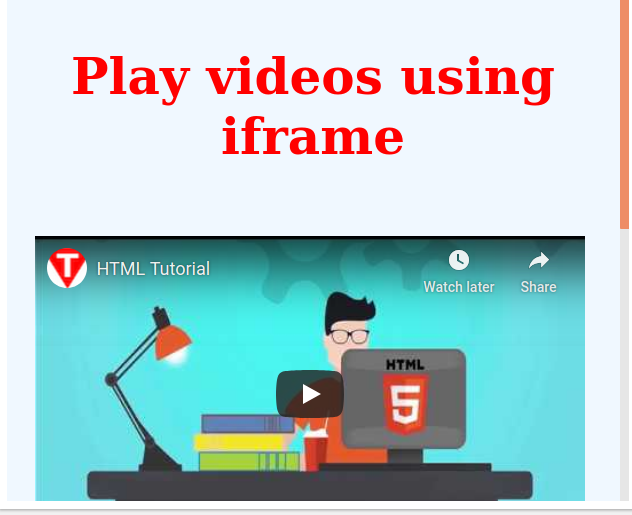 Play videos using
iframe
T HTML Tutorial
Watch later
Share
HTML
5